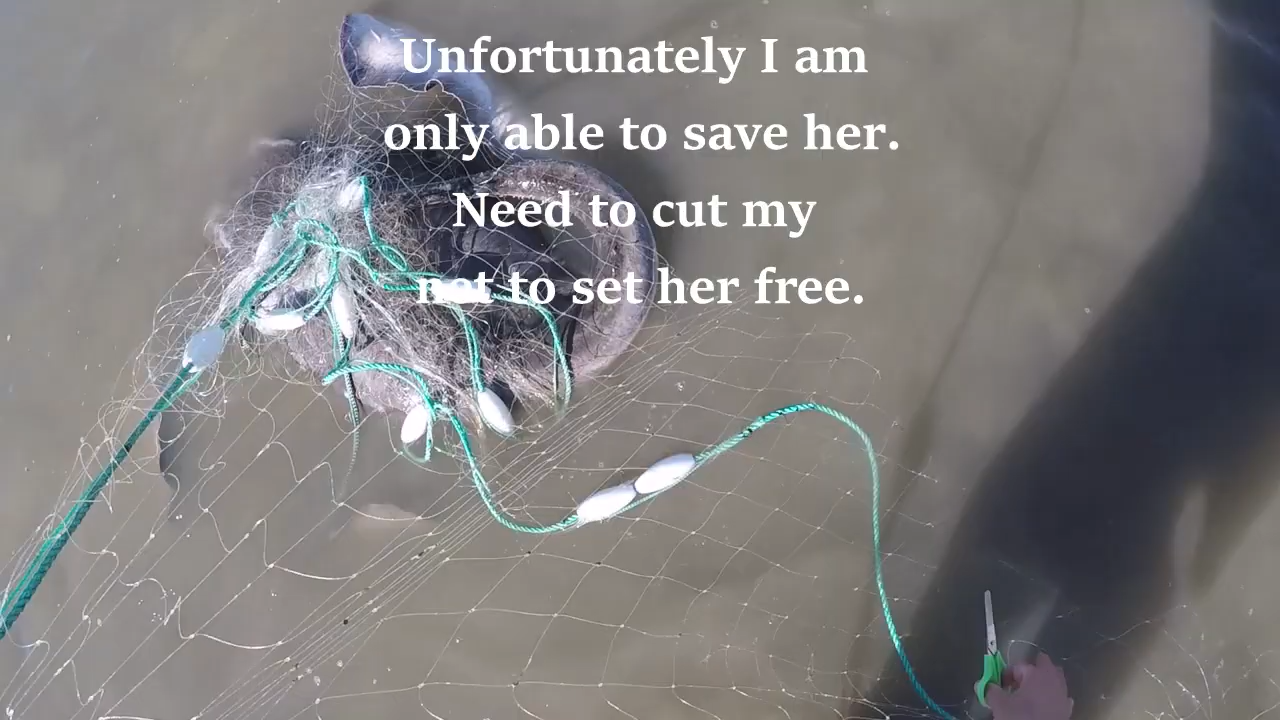 Unfortunately I am
only able to save her.
Need to cut my
net to set her free.